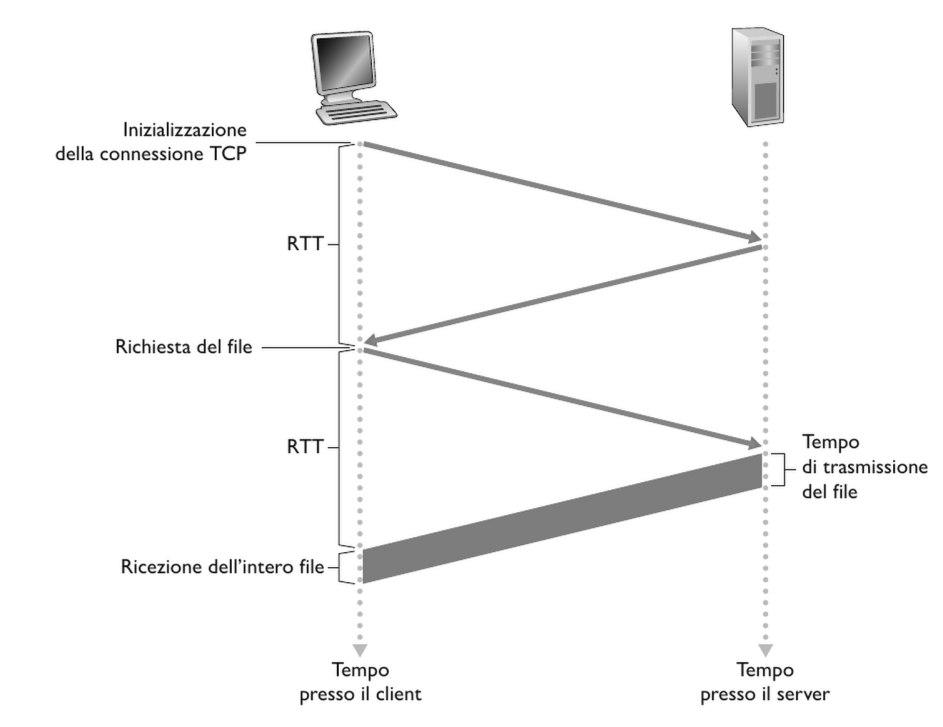 Inizializzazione
della connessione TCP
RTT
Richiesta del file
RTT
Tempo
di trasmissione
del file
Ricezione dell'intero file
Tempo
presso il client
Tempo
presso il server